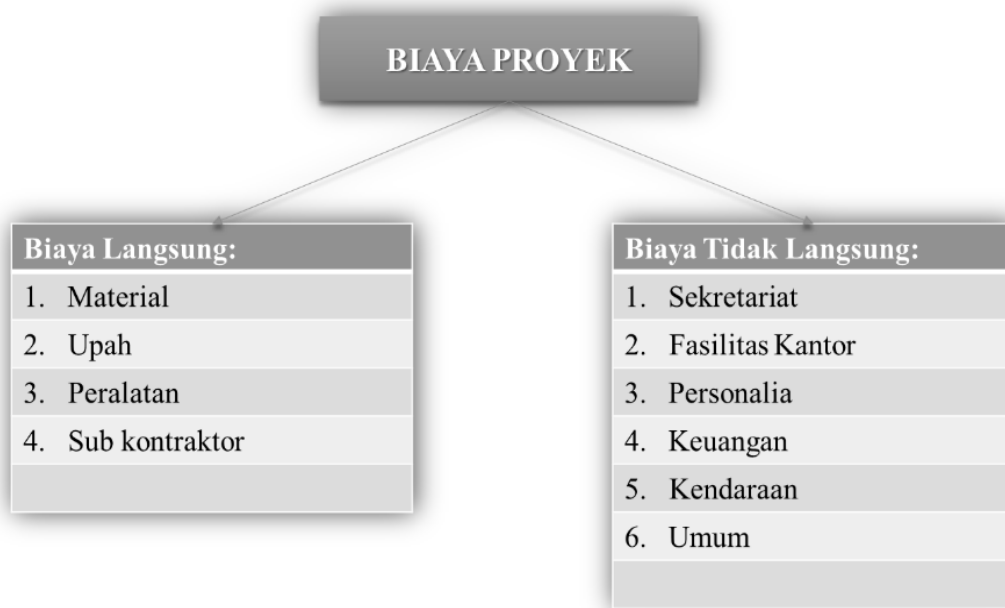 BIAYA PROYEK
Biaya Langsung:
1. Material
2. Upah
3. Peralatan
4. Sub kontraktor
Biaya Tidak Langsung:
1. Sekretariat
2. Fasilitas Kantor
3. Personalia
4. Keuangan
5. Kendaraan
6. Umum